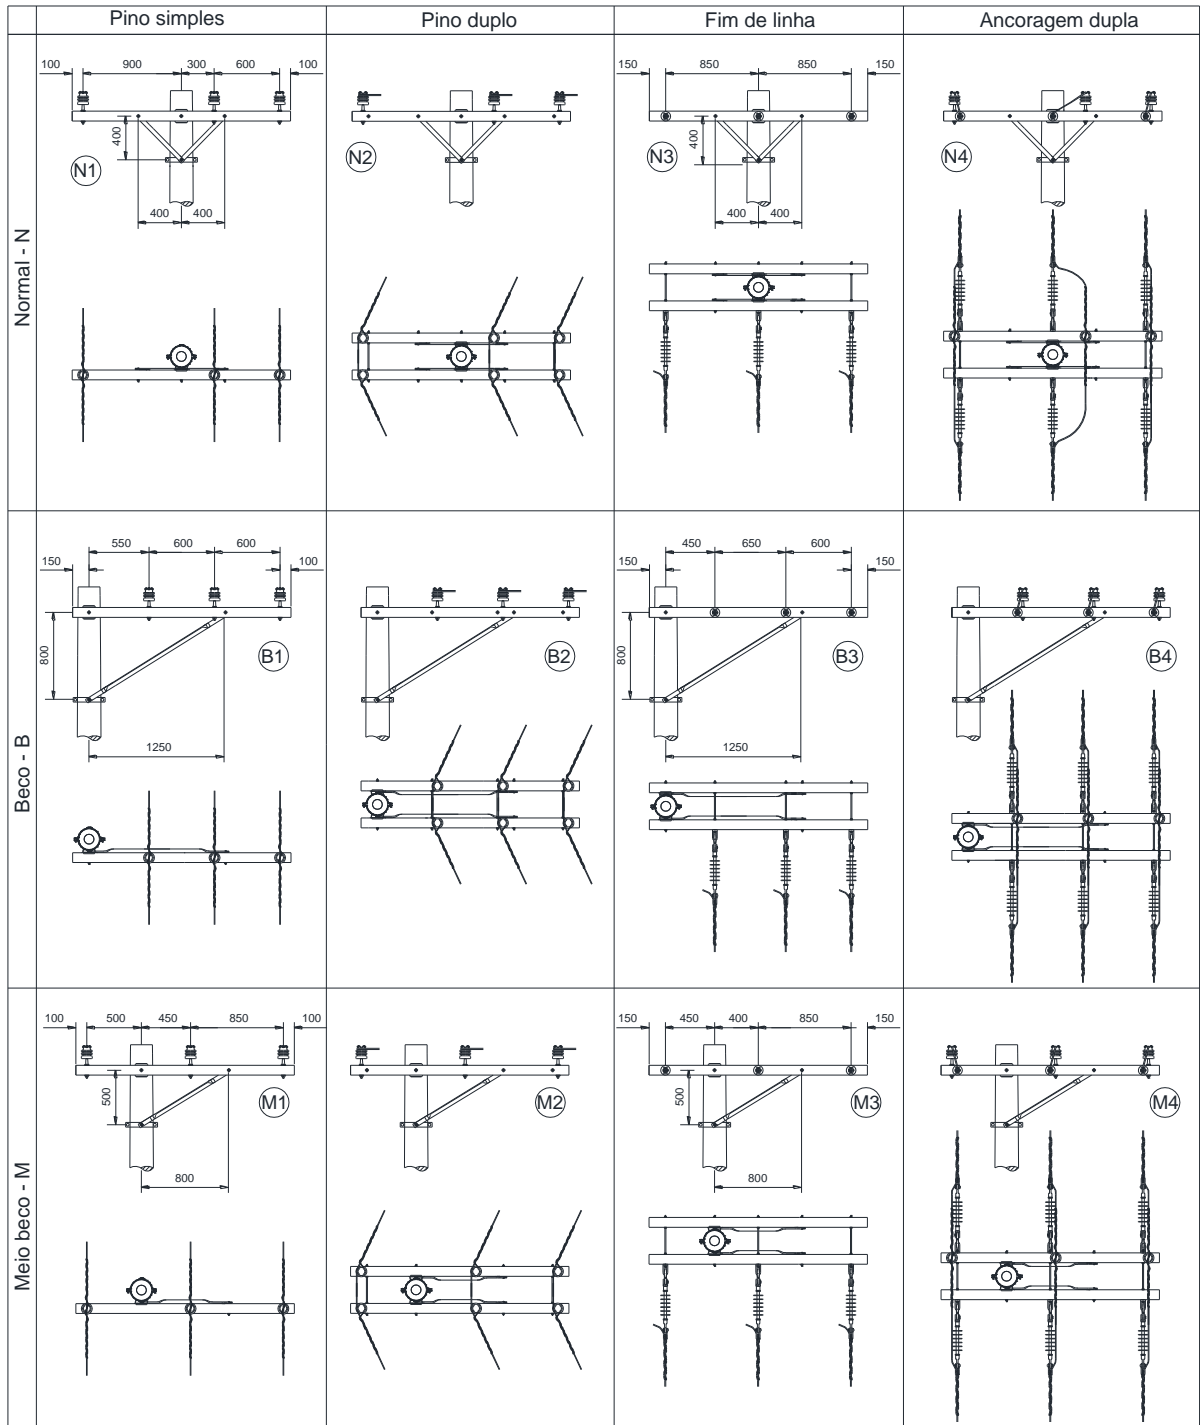 Pino simples
Pino duplo
Fim de linha
Ancoragem dupla
Normal - N
100 900 300 600 100
400
N1
400 400
N2
150 850 850 150
400
N3
400 400
N4
Beco - B
550 600 600
150 100
800
B1
1250
B2
450 650 600
150 150
800
B3
1250
B4
Meio beco - M
100 500 450 850 100
500
M1
800
M2
150 450 400 850 150
500
M3
800
M4